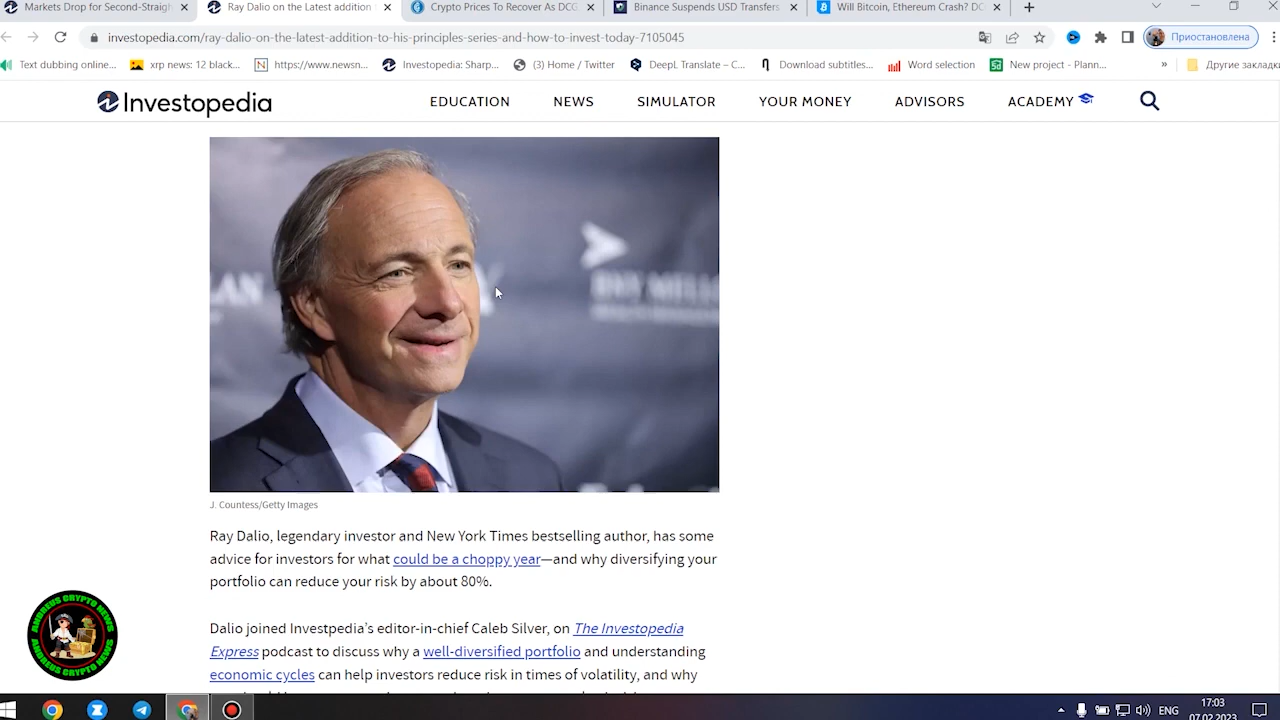 Markets Drop for Second-Straigh
Ray Dalio on the Latest addition
Crypto Prices To Recover As DCG
Binance Suspends USD Transfers
Will Bitcoin, Ethereum Crash? DC
investopedia.com/ray-dalio-on-the-latest-addition-to-his-principles-series-and-how-to-invest-today-7105045
Приостановлена
Text dubbing online...
xrp news: 12 black...
https://www.newsn...
Investopedia: Sharp...
(3) Home / Twitter
DeepL Translate – C...
Download subtitles...
Word selection
New project - Plann...
»
Другие закладки
Investopedia
EDUCATION
NEWS
SIMULATOR
YOUR MONEY
ADVISORS
ACADEMY
J. Countess/Getty Images
Ray Dalio, legendary investor and New York Times bestselling author, has some
advice for investors for what could be a choppy year—and why diversifying your
portfolio can reduce your risk by about 80%.
Dalio joined Investpedia’s editor-in-chief Caleb Silver, on The Investopedia
Express podcast to discuss why a well-diversified portfolio and understanding
economic cycles can help investors reduce risk in times of volatility, and why
ANDREUS CRYPTO NEWS
ANDREUS CRYPTO NEWS
ENG
17:03
07.02.2023